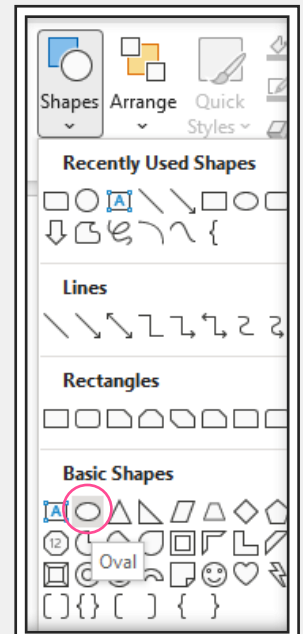 Shapes Arrange Quick
Styles
Recently Used Shapes
A
{
Lines
Rectangles
Basic Shapes
A
12
Oval